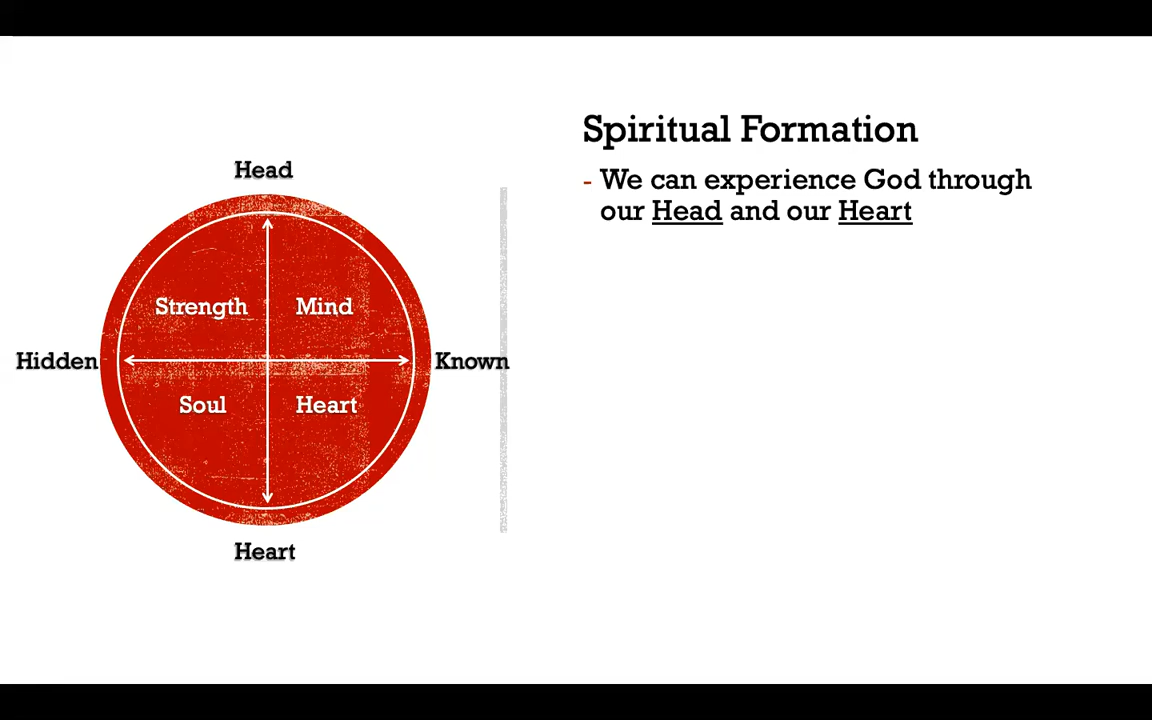 Spiritual Formation
- We can experience God through
our Head and our Heart
Head
Strength Mind
Hidden Known
Soul Heart
Heart